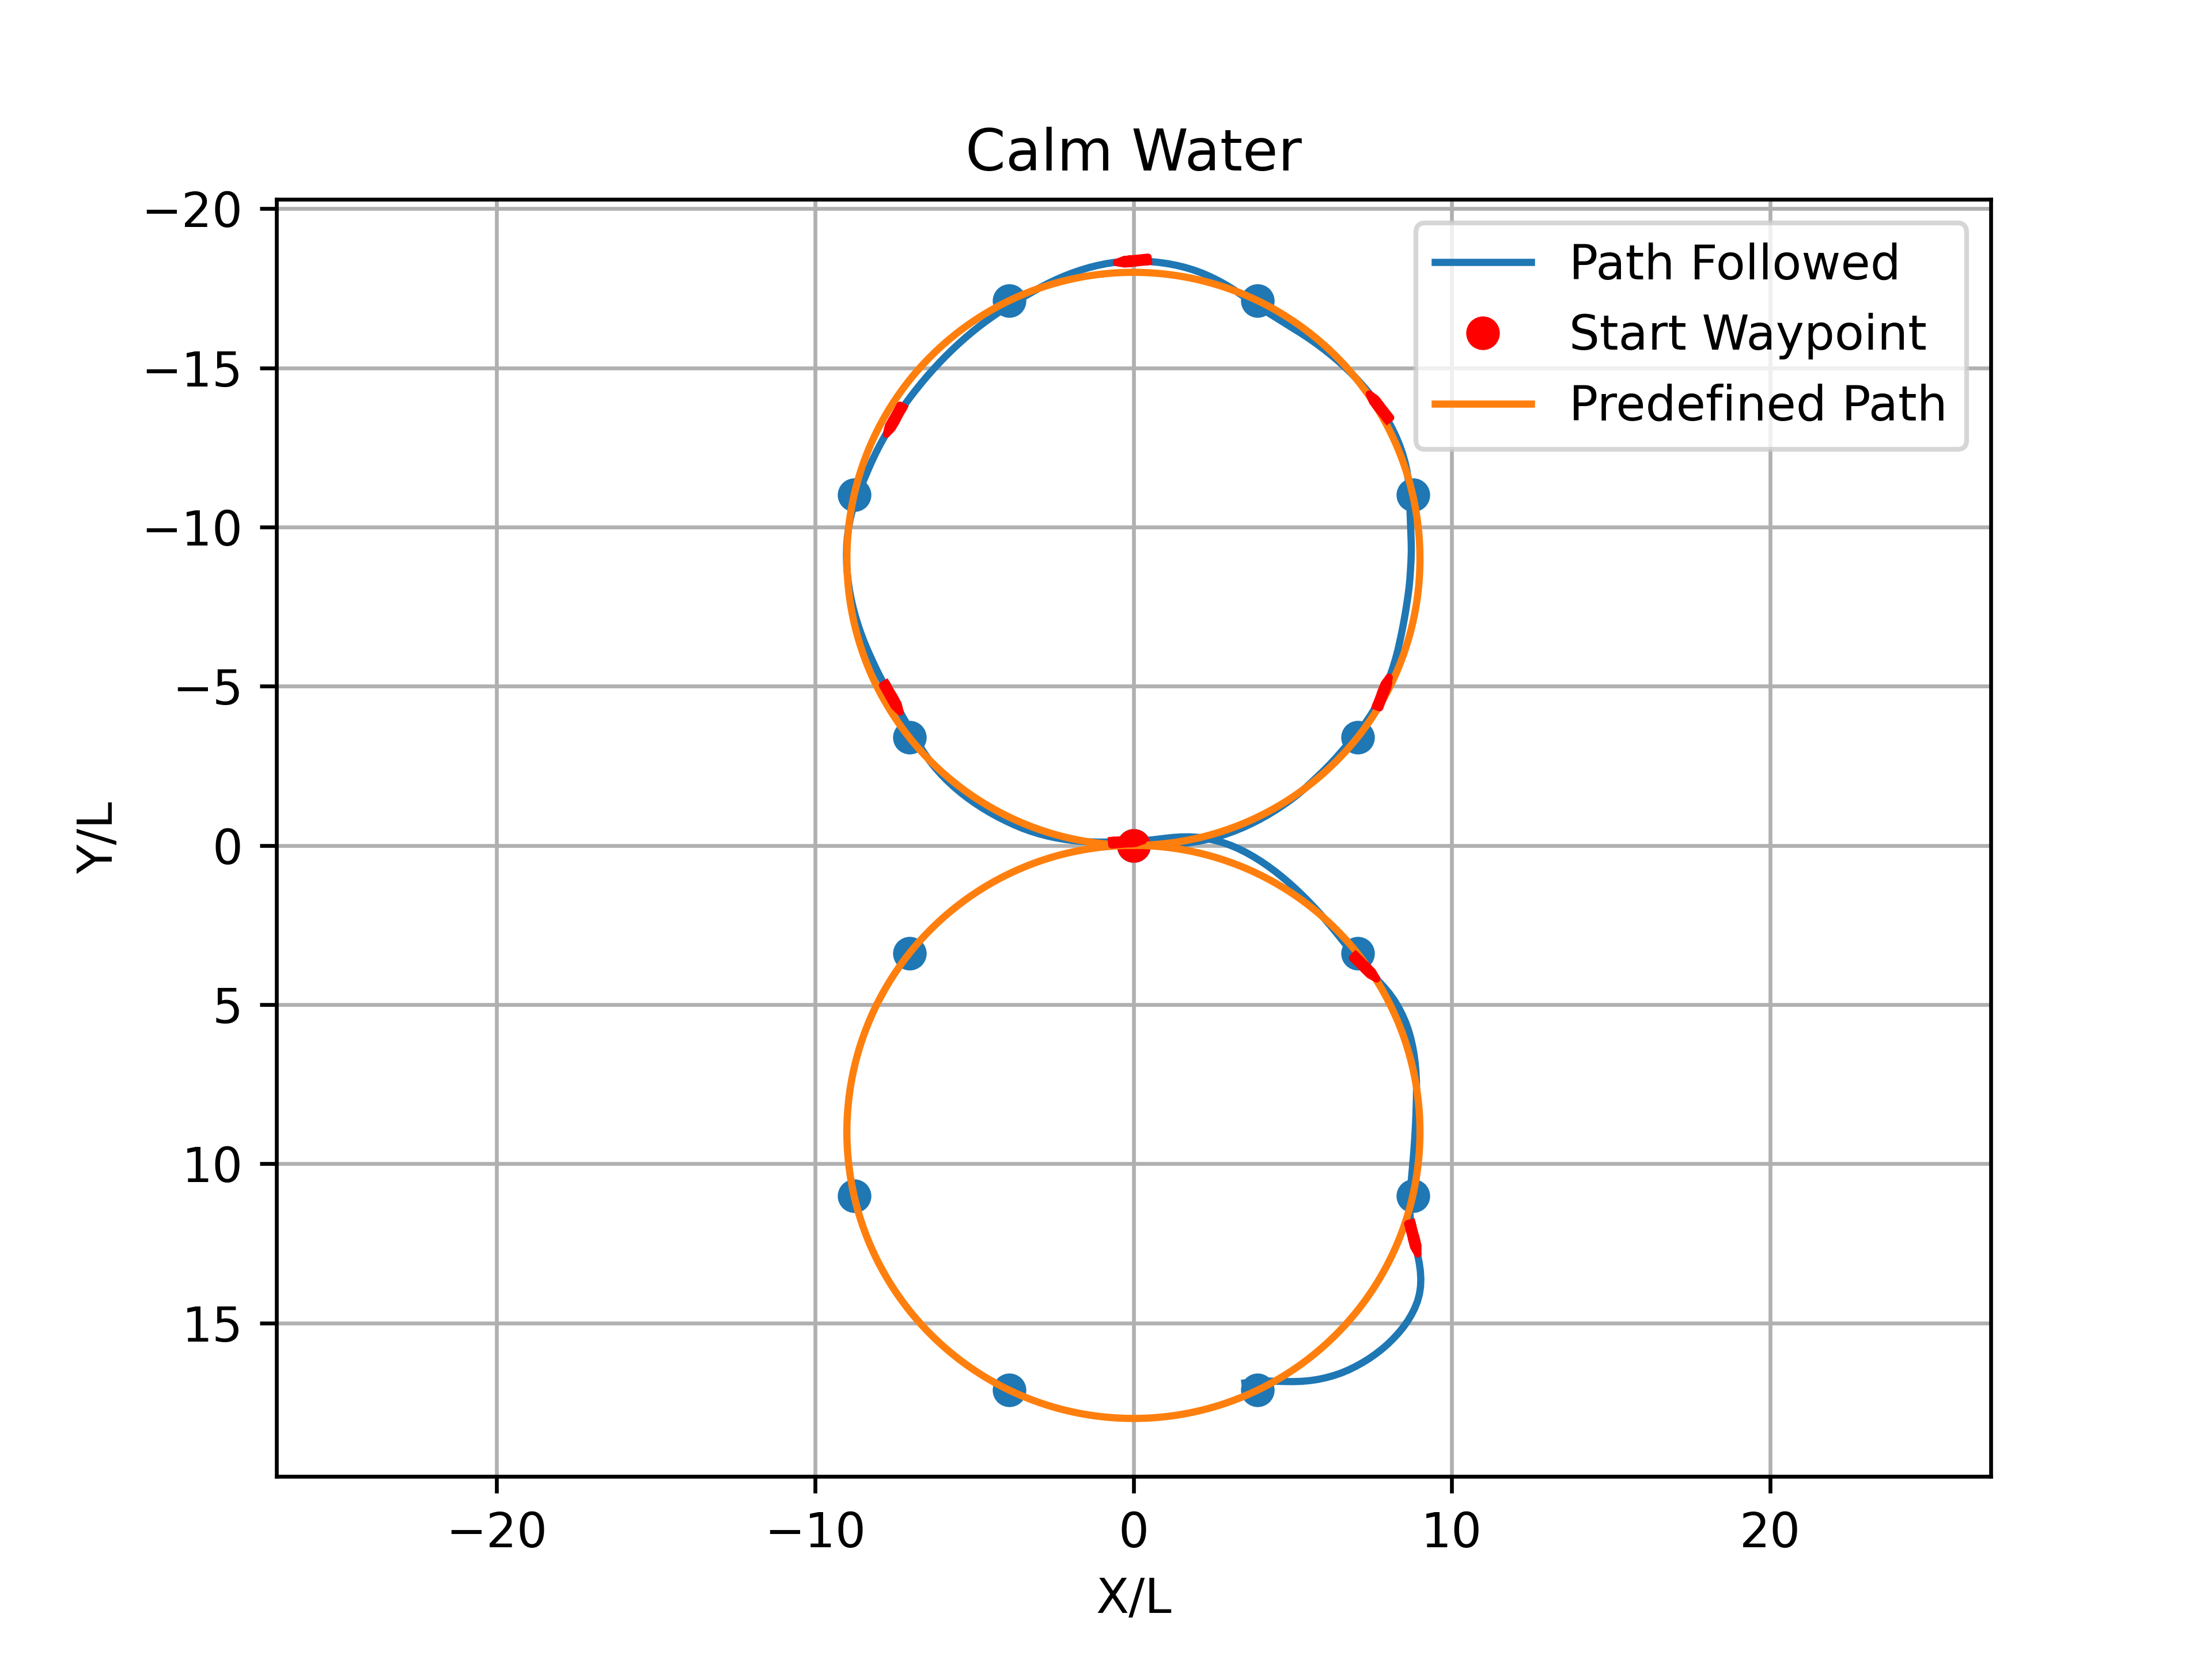 Calm Water
−20
−15
−10
−5
0
5
10
15
Y/L
Path Followed
Start Waypoint
Predefined Path
−20 −10 0 10 20
X/L